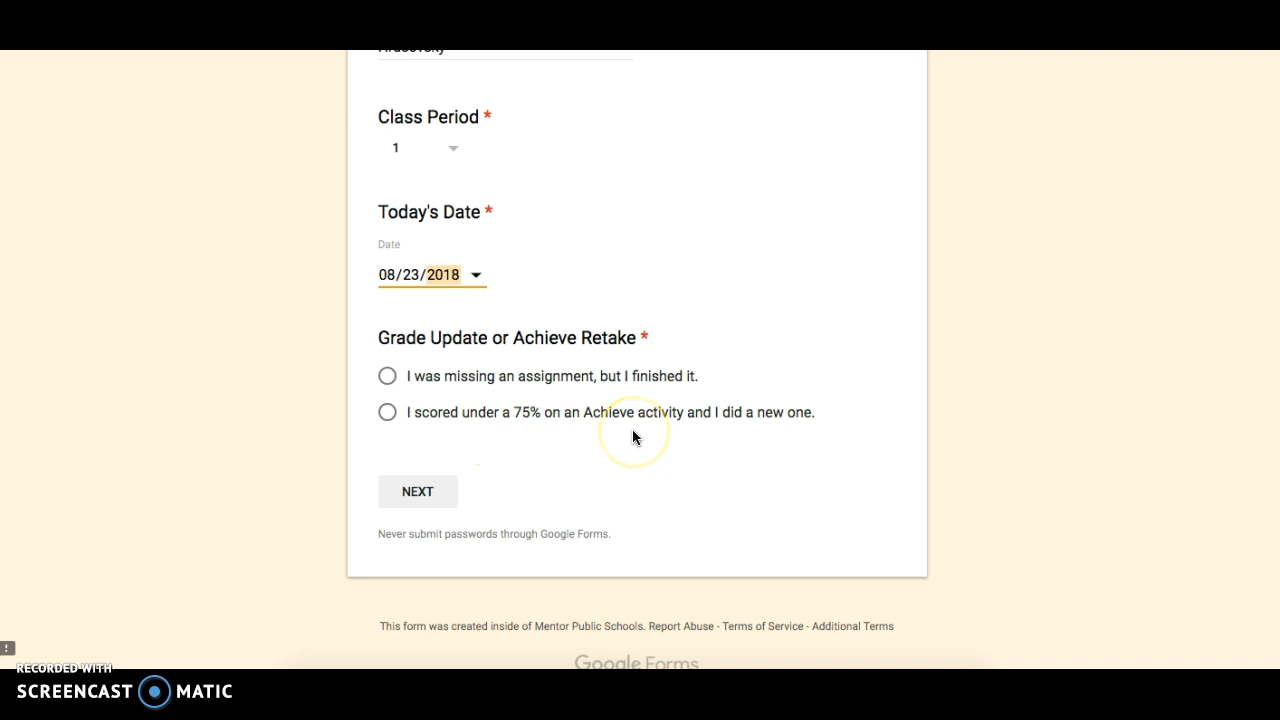 Class Period *
1
Today's Date *
Date
08/23/2018
Grade Update or Achieve Retake *
I was missing an assignment, but I finished it.
I scored under a 75% on an Achieve activity and I did a new one.
NEXT
Never submit passwords through Google Forms.
This form was created inside of Mentor Public Schools. Report Abuse - Terms of Service - Additional Terms
Google Forms
!
RECORDED WITH
SCREENCAST MATIC